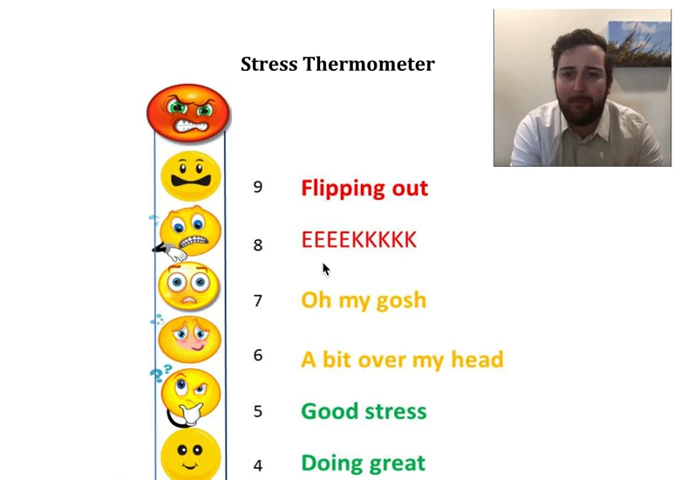 Stress Thermometer
9 Flipping out
8 EEEEKKKKK
7 Oh my gosh
6 A bit over my head
5 Good stress
4 Doing great